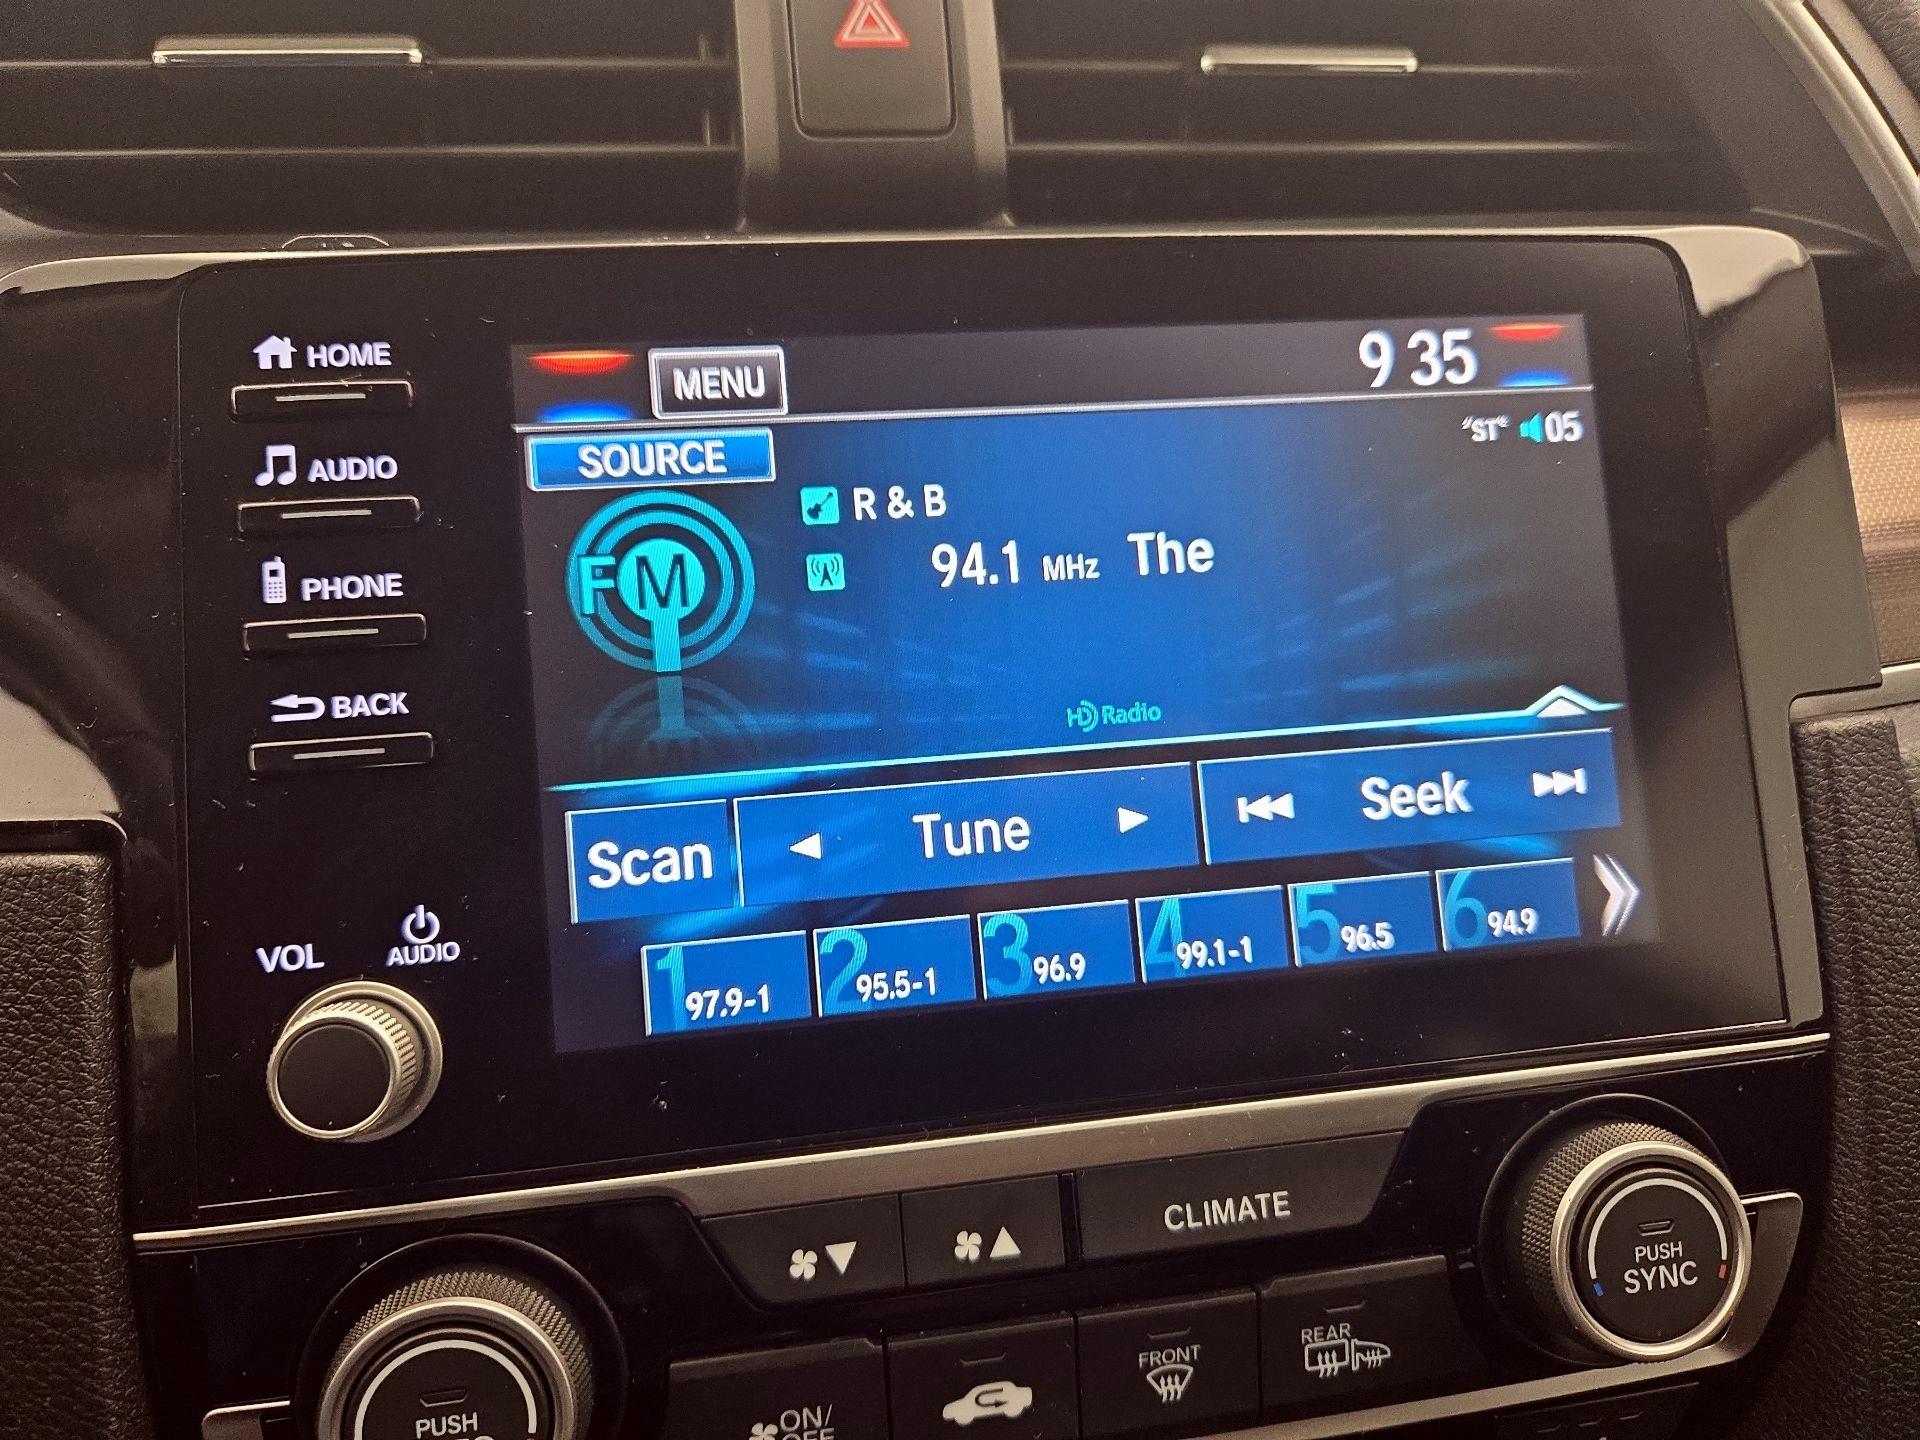 HOME
AUDIO
PHONE
BACK
VOL
AUDIO
MENU
9 35
SOURCE
"ST" 05
FM
R & B
94.1 MHz The
HD Radio
Scan
Tune
Seek
1 97.9-1
2 95.5-1
3 96.9
4 99.1-1
5 96.5
6 94.9
CLIMATE
PUSH
SYNC
PUSH
ON/
OFF
FRONT
REAR